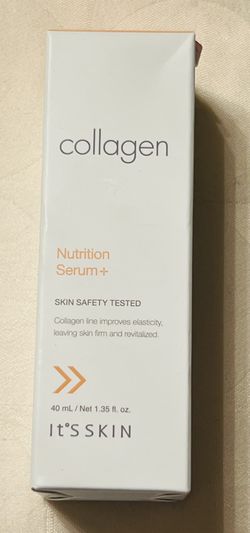 collagen
Nutrition
Serum+
SKIN SAFETY TESTED
Collagen line improves elasticity,
leaving skin firm and revitalized.
40 mL / Net 1.35 fl. oz.
It°S SKIN